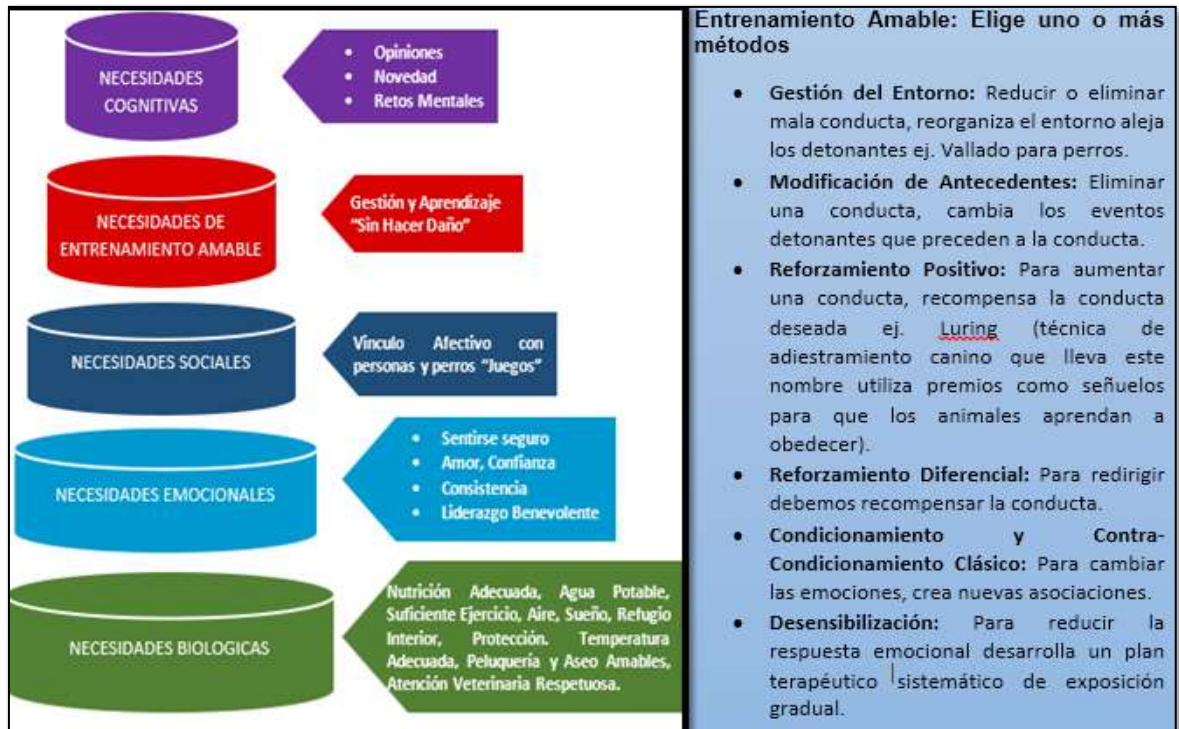 NECESIDADES
COGNITIVAS
• Opiniones
• Novedad
• Retos Mentales
NECESIDADES DE
ENTRENAMIENTO AMABLE
Gestión y Aprendizaje
“Sin Hacer Daño”
NECESIDADES SOCIALES
Vinculo Afectivo con
personas y perros “Juegos”
NECESIDADES EMOCIONALES
• Sentirse seguro
• Amor, Confianza
• Consistencia
• Liderazgo Benevolente
NECESIDADES BIOLOGICAS
Nutrición Adecuada, Agua Potable,
Suficiente Ejercicio, Aire, Sueño, Refugio
Interior, Protección. Temperatura
Adecuada, Peluquería y Aseo Amables,
Atención Veterinaria Respetuosa.
Entrenamiento Amable: Elige uno o más
métodos
• Gestión del Entorno: Reducir o eliminar
mala conducta, reorganiza el entorno aleja
los detonantes ej. Vallado para perros.
• Modificación de Antecedentes: Eliminar
una conducta, cambia los eventos
detonantes que preceden a la conducta.
• Reforzamiento Positivo: Para aumentar
una conducta, recompensa la conducta
deseada ej. Luring (técnica de
adiestramiento canino que lleva este
nombre utiliza premios como señuelos
para que los animales aprendan a
obedecer).
• Reforzamiento Diferencial: Para redirigir
debemos recompensar la conducta.
• Condicionamiento y Contra-
Condicionamiento Clásico: Para cambiar
las emociones, crea nuevas asociaciones.
• Desensibilización: Para reducir la
respuesta emocional desarrolla un plan
terapéutico sistemático de exposición
gradual.